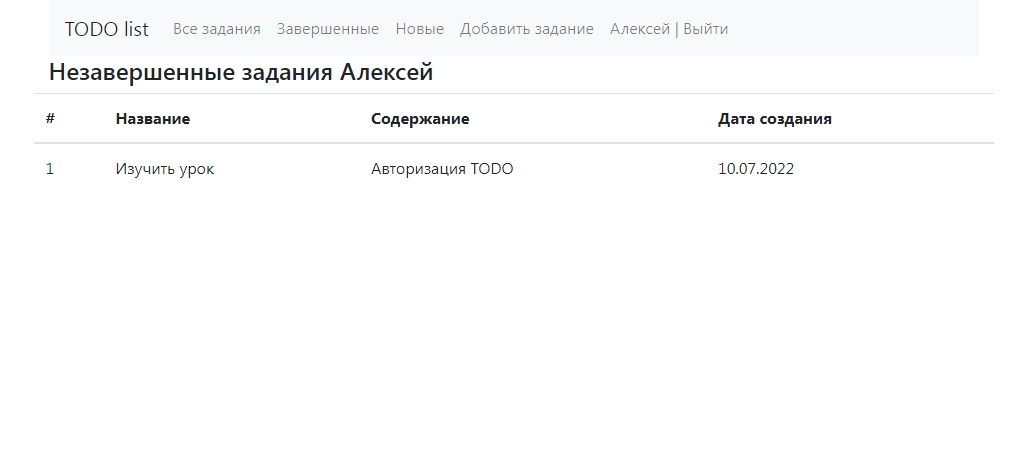 TODO list Все задания Завершенные Новые Добавить задание Алексей | Выйти
Незавершенные задания Алексей
# Название Содержание Дата создания
1 Изучить урок Авторизация TODO 10.07.2022